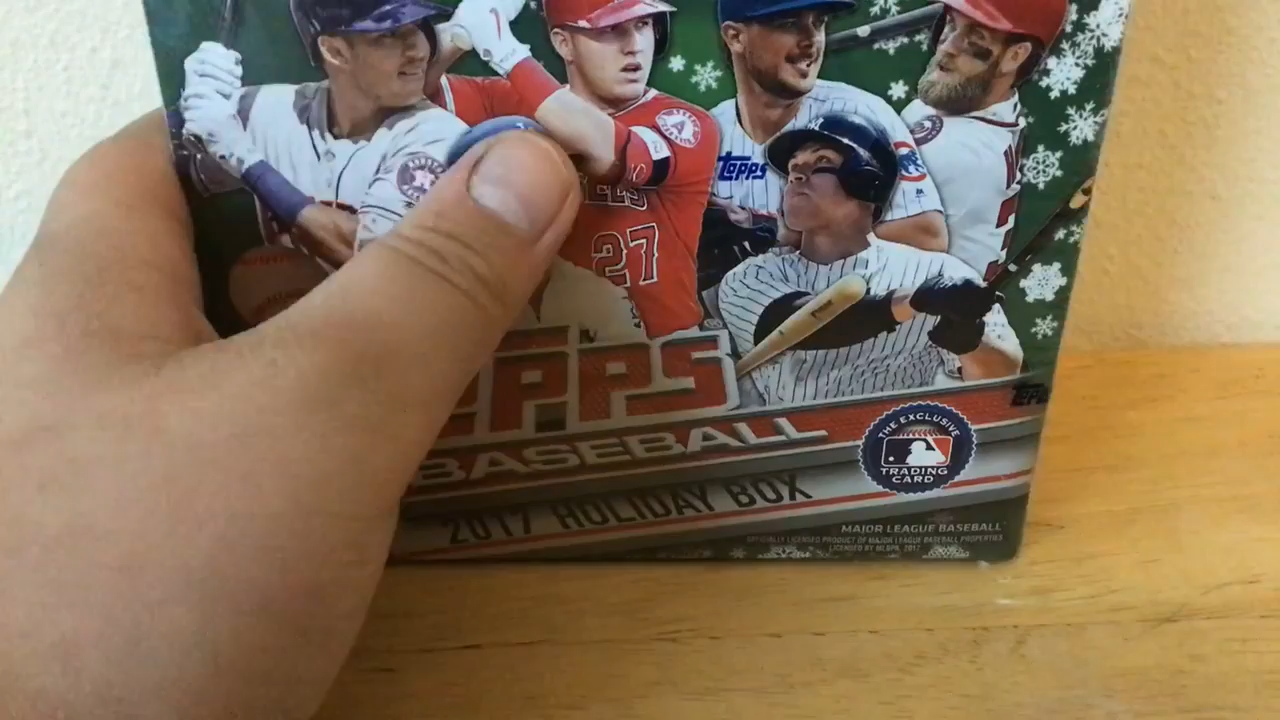 A
Topps
27
TOPPS
BASEBALL
2017 HOLIDAY BOX
THE EXCLUSIVE
TRADING
CARD
MAJOR LEAGUE BASEBALL
OFFICIALLY LICENSED PRODUCT OF MAJOR LEAGUE BASEBALL PROPERTIES
LICENSED BY MLBPA, 2017